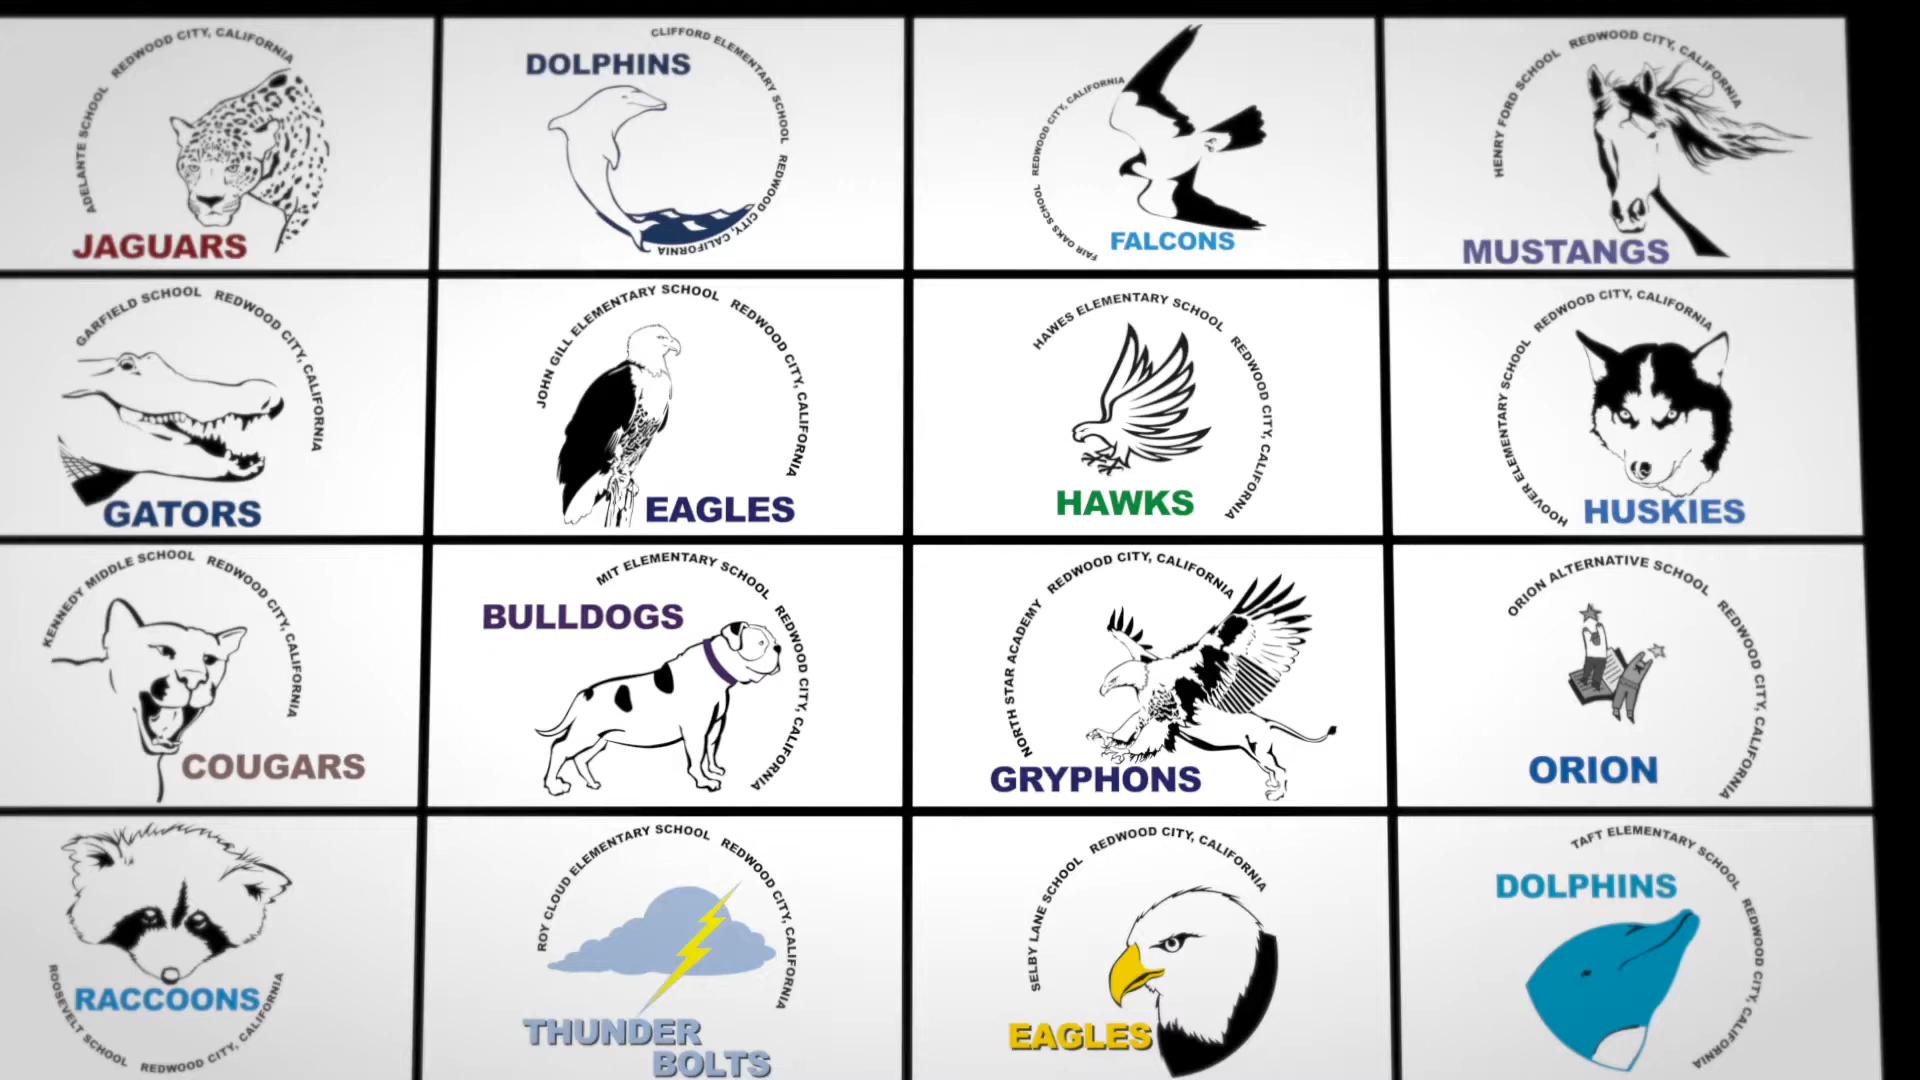 ADELANTE SCHOOL REDWOOD CITY, CALIFORNIA
JAGUARS
CLIFFORD ELEMENTARY SCHOOL REDWOOD CITY, CALIFORNIA
DOLPHINS
FAIR OAKS SCHOOL REDWOOD CITY, CALIFORNIA
FALCONS
HENRY FORD SCHOOL REDWOOD CITY, CALIFORNIA
MUSTANGS
GARFIELD SCHOOL REDWOOD CITY, CALIFORNIA
GATORS
JOHN GILL ELEMENTARY SCHOOL REDWOOD CITY, CALIFORNIA
EAGLES
HAWES ELEMENTARY SCHOOL REDWOOD CITY, CALIFORNIA
HAWKS
HOOVER ELEMENTARY SCHOOL REDWOOD CITY, CALIFORNIA
HUSKIES
KENNEDY MIDDLE SCHOOL REDWOOD CITY, CALIFORNIA
COUGARS
MIT ELEMENTARY SCHOOL REDWOOD CITY, CALIFORNIA
BULLDOGS
NORTH STAR ACADEMY REDWOOD CITY, CALIFORNIA
GRYPHONS
ORION ALTERNATIVE SCHOOL REDWOOD CITY, CALIFORNIA
ORION
RACCOONS
ROOSEVELT SCHOOL REDWOOD CITY, CALIFORNIA
ROY CLOUD ELEMENTARY SCHOOL REDWOOD CITY, CALIFORNIA
THUNDER
BOLTS
SELBY LANE SCHOOL REDWOOD CITY, CALIFORNIA
EAGLES
TAFT ELEMENTARY SCHOOL REDWOOD CITY, CALIFORNIA
DOLPHINS